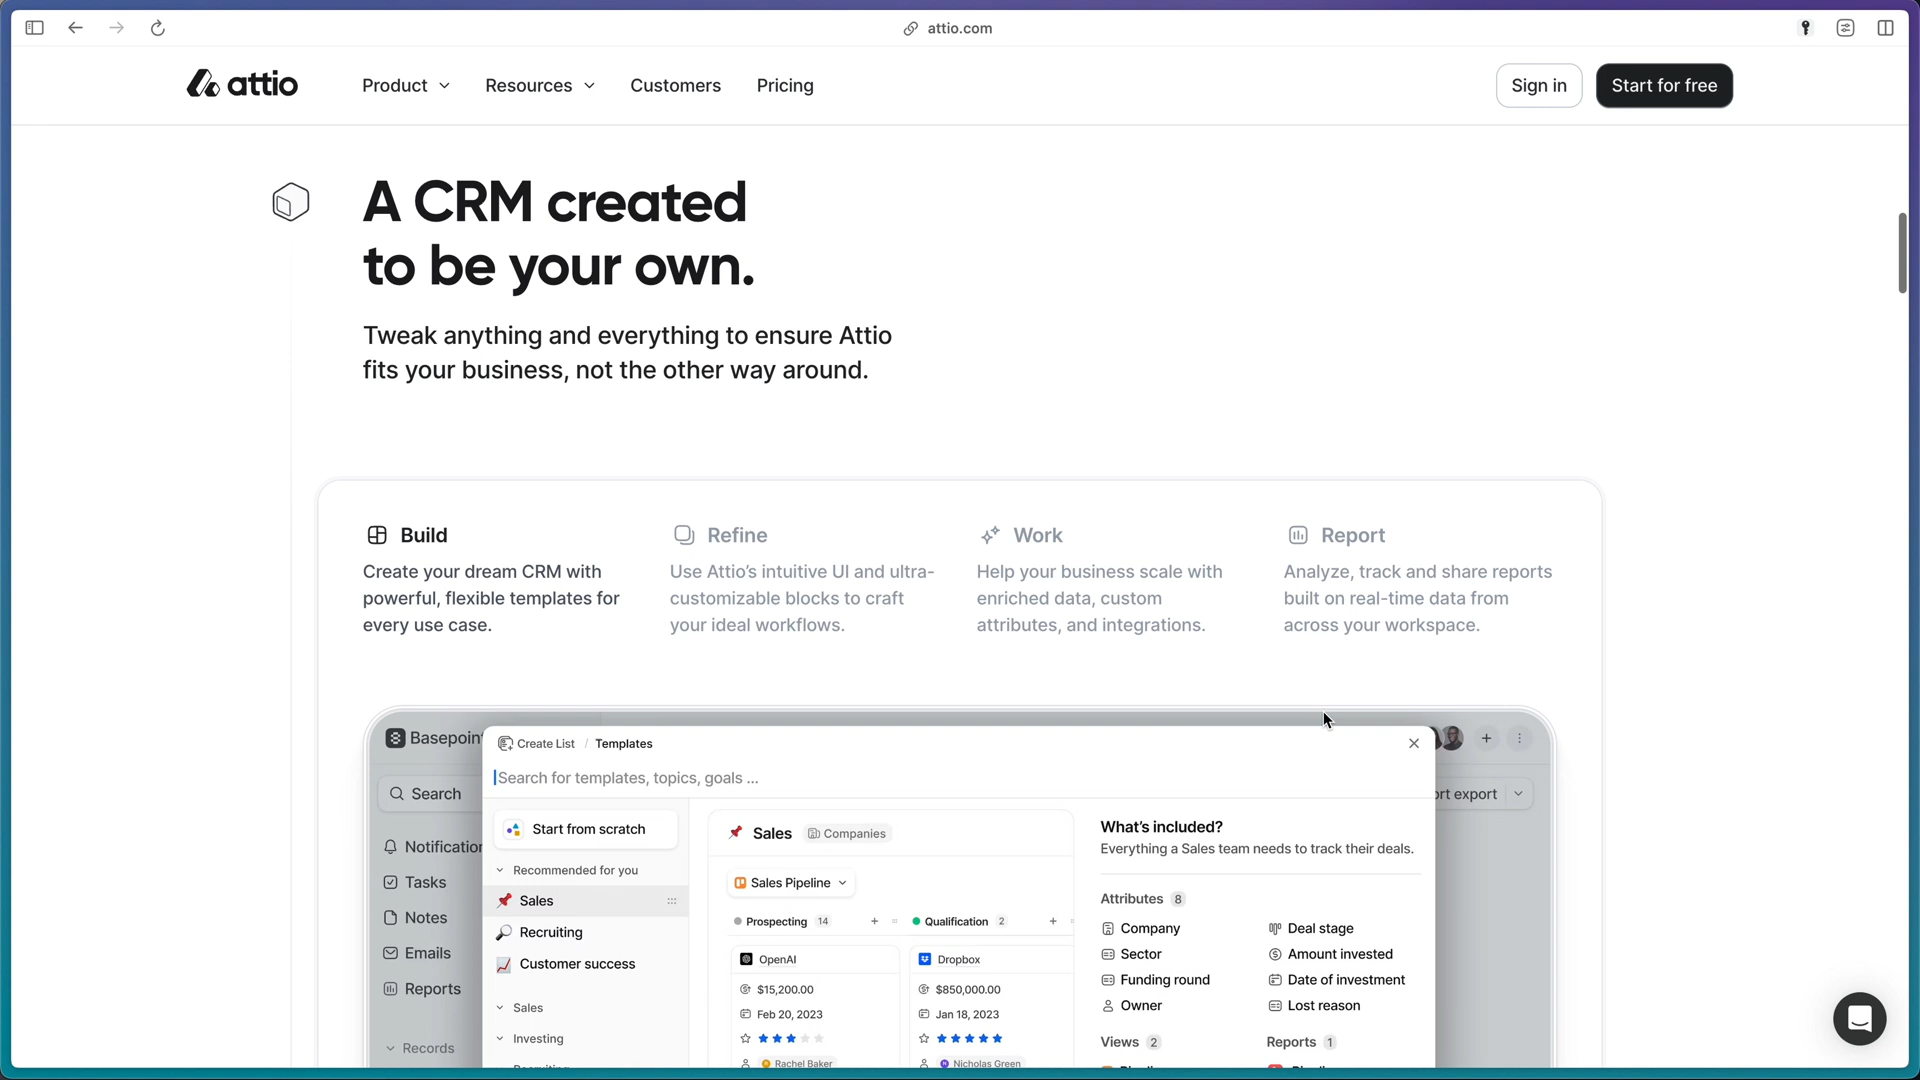 attio.com
attio
Product
Resources
Customers
Pricing
Sign in
Start for free
A CRM created
to be your own.
Tweak anything and everything to ensure Attio
fits your business, not the other way around.
Build
Create your dream CRM with
powerful, flexible templates for
every use case.
Refine
Use Attio’s intuitive UI and ultra-
customizable blocks to craft
your ideal workflows.
Work
Help your business scale with
enriched data, custom
attributes, and integrations.
Report
Analyze, track and share reports
built on real-time data from
across your workspace.
Basepoin
Search
Notification
Tasks
Notes
Emails
Reports
Records
Create List / Templates
Search for templates, topics, goals ...
Start from scratch
Recommended for you
Sales
Recruiting
Customer success
Sales
Investing
Sales Companies
Sales Pipeline
Prospecting 14
Qualification 2
OpenAI
$15,200.00
Feb 20, 2023
Rachel Baker
Dropbox
$850,000.00
Jan 18, 2023
Nicholas Green
What’s included?
Everything a Sales team needs to track their deals.
Attributes 8
Company
Deal stage
Sector
Amount invested
Funding round
Date of investment
Owner
Lost reason
Views 2
Reports 1
ort export